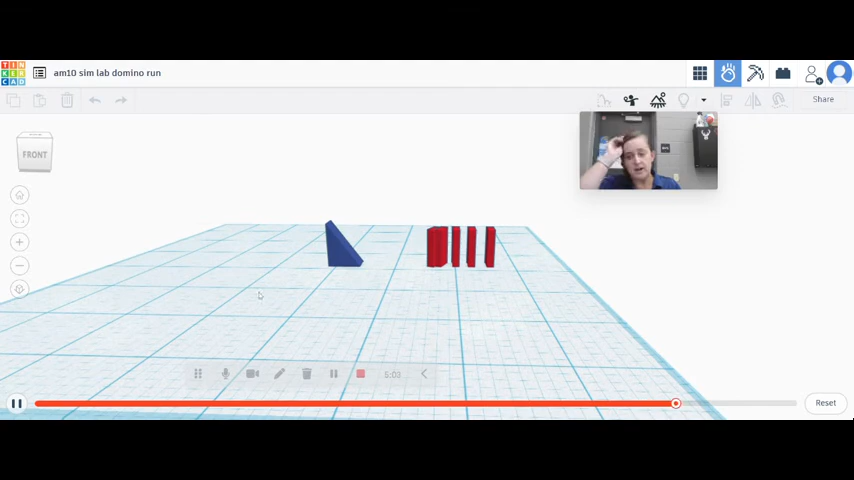 TIN
KER
CAD
am10 sim lab domino run
Share
FRONT
5:03
Reset